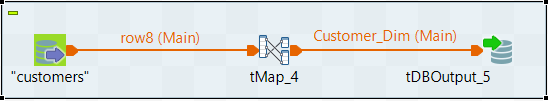 row8 (Main)
Customer_Dim (Main)
"customers"
tMap_4
tDBOutput_5